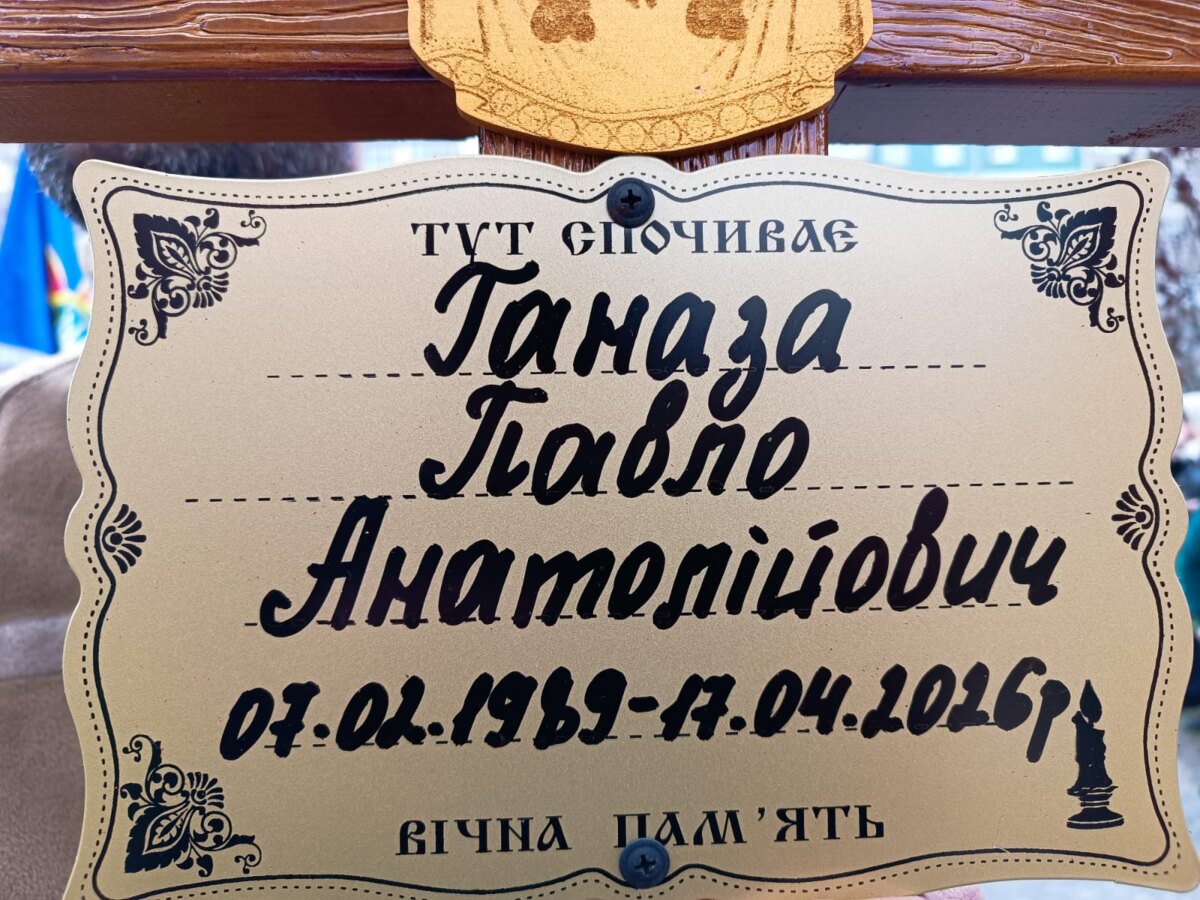 ТУТ СПОЧИВАЄ
Ганаза
Павло
Анатолійович
07.02.1989-17.04.2026р
ВІЧНА ПАМ'ЯТЬ